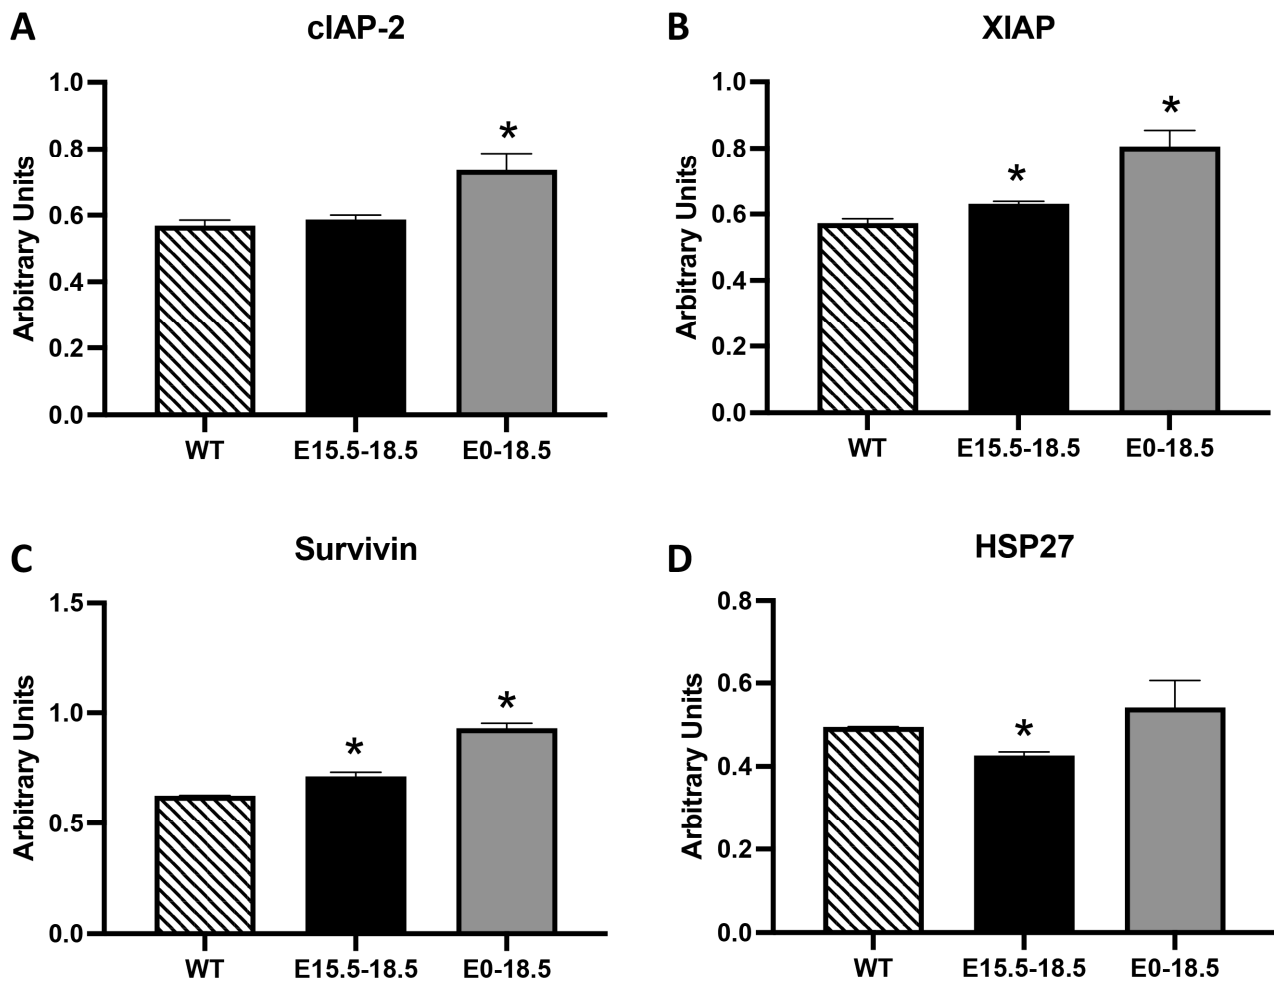 A
cIAP-2
Arbitrary Units
1.0
0.8
0.6
0.4
0.2
0.0
*
WT
E15.5-18.5
E0-18.5
B
XIAP
Arbitrary Units
1.0
0.8
0.6
0.4
0.2
0.0
*
*
WT
E15.5-18.5
E0-18.5
C
Survivin
Arbitrary Units
1.5
1.0
0.5
0.0
*
*
WT
E15.5-18.5
E0-18.5
D
HSP27
Arbitrary Units
0.8
0.6
0.4
0.2
0.0
*
WT
E15.5-18.5
E0-18.5